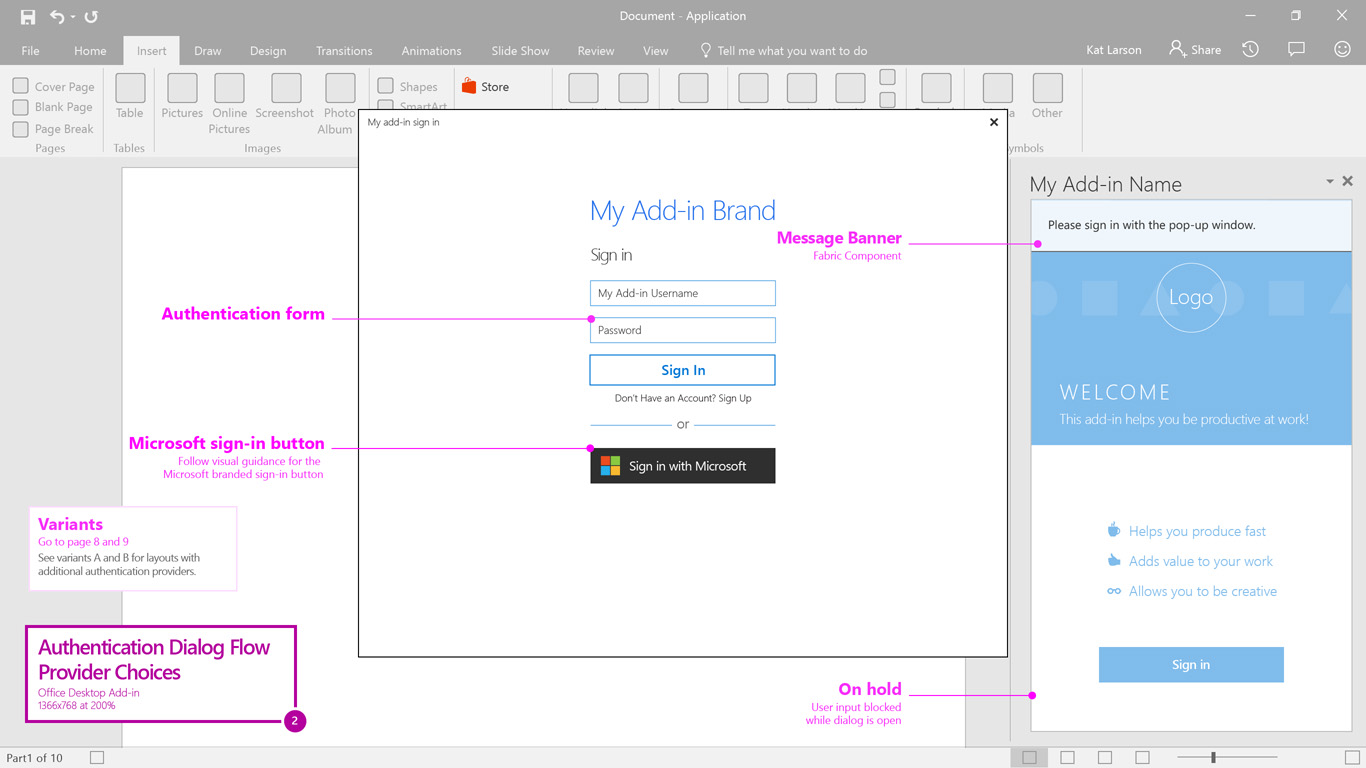 Document - Application
File Home Insert Draw Design Transitions Animations Slide Show Review View Tell me what you want to do Kat Larson Share
Cover Page
Blank Page
Page Break
Pages
Table
Tables
Pictures
Online
Pictures
Screenshot
Photo
Album
Images
Shapes
SmartArt
Store
Other
ymbols
My add-in sign in
My Add-in Brand
Sign in
My Add-in Username
Password
Sign In
Don't Have an Account? Sign Up
or
Sign in with Microsoft
Message Banner
Fabric Component
Authentication form
Microsoft sign-in button
Follow visual guidance for the
Microsoft branded sign-in button
Variants
Go to page 8 and 9
See variants A and B for layouts with
additional authentication providers.
Authentication Dialog Flow
Provider Choices
Office Desktop Add-in
1366x768 at 200%
2
On hold
User input blocked
while dialog is open
My Add-in Name
Please sign in with the pop-up window.
Logo
WELCOME
This add-in helps you be productive at work!
Helps you produce fast
Adds value to your work
Allows you to be creative
Sign in
Part1 of 10